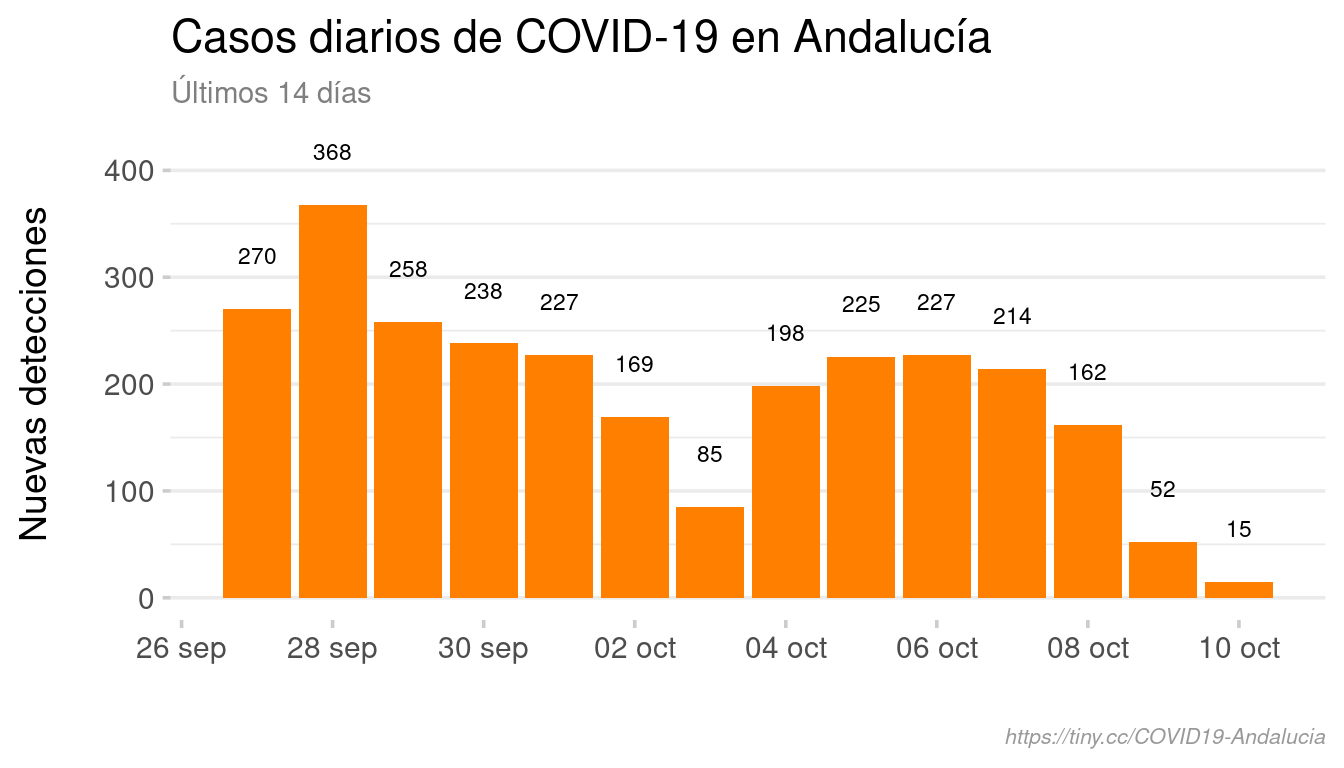 Casos diarios de COVID-19 en Andalucía
Últimos 14 días
Nuevas detecciones
400
300
200
100
0
270
368
258
238
227
169
85
198
225
227
214
162
52
15
26 sep
28 sep
30 sep
02 oct
04 oct
06 oct
08 oct
10 oct
https://tiny.cc/COVID19-Andalucia